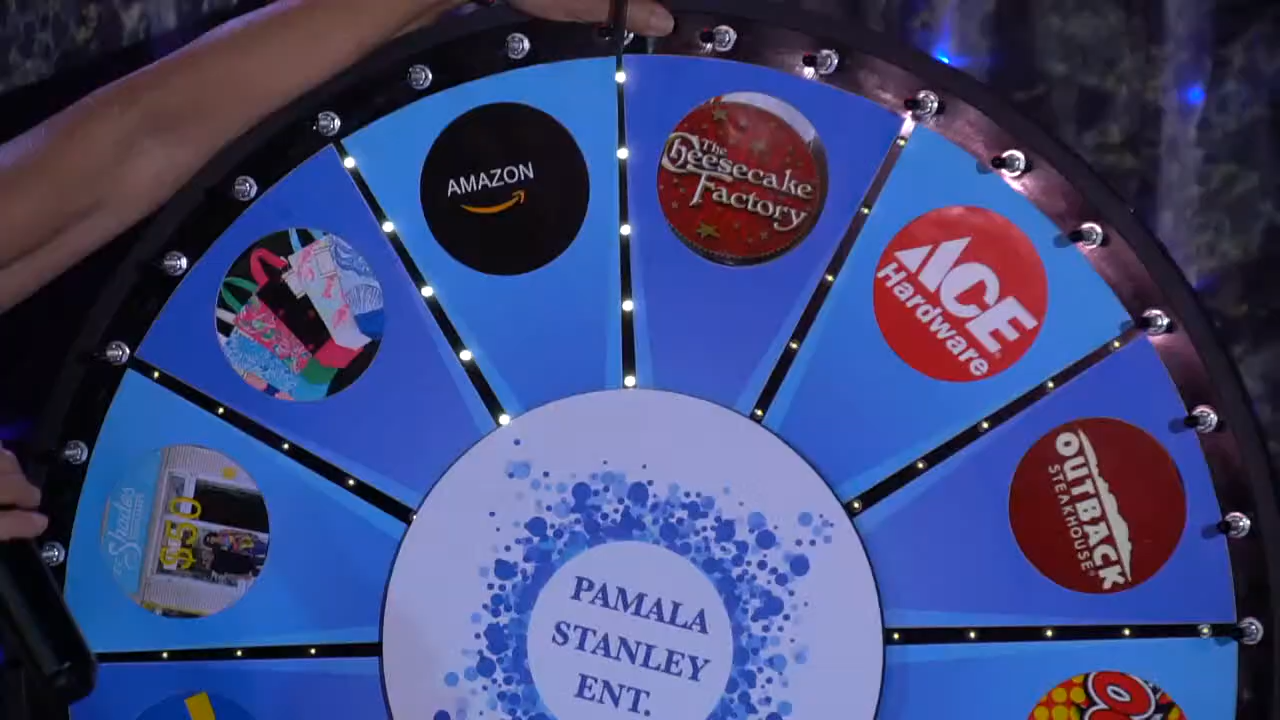 AMAZON
The
Cheesecake
Factory
ACE
Hardware
OUTBACK
STEAKHOUSE
$50
PAMALA
STANLEY
ENT.